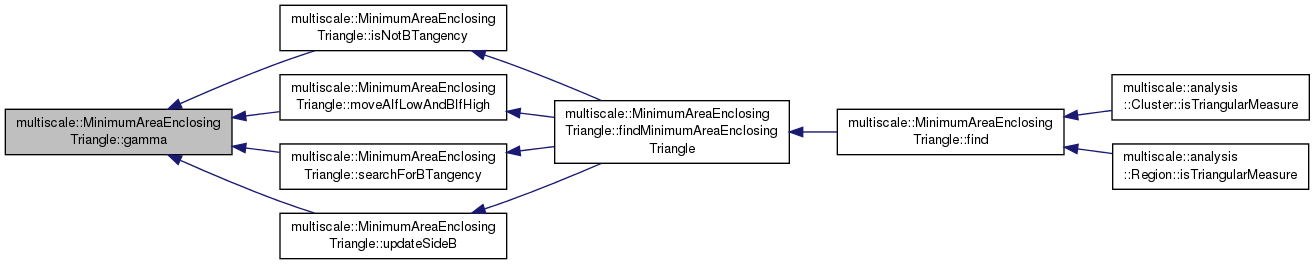 multiscale::MinimumAreaEnclosing
Triangle::gamma
multiscale::MinimumAreaEnclosing
Triangle::isNotBTangency
multiscale::MinimumAreaEnclosing
Triangle::moveAIfLowAndBIfHigh
multiscale::MinimumAreaEnclosing
Triangle::searchForBTangency
multiscale::MinimumAreaEnclosing
Triangle::updateSideB
multiscale::MinimumAreaEnclosing
Triangle::findMinimumAreaEnclosing
Triangle
multiscale::MinimumAreaEnclosing
Triangle::find
multiscale::analysis
::Cluster::isTriangularMeasure
multiscale::analysis
::Region::isTriangularMeasure